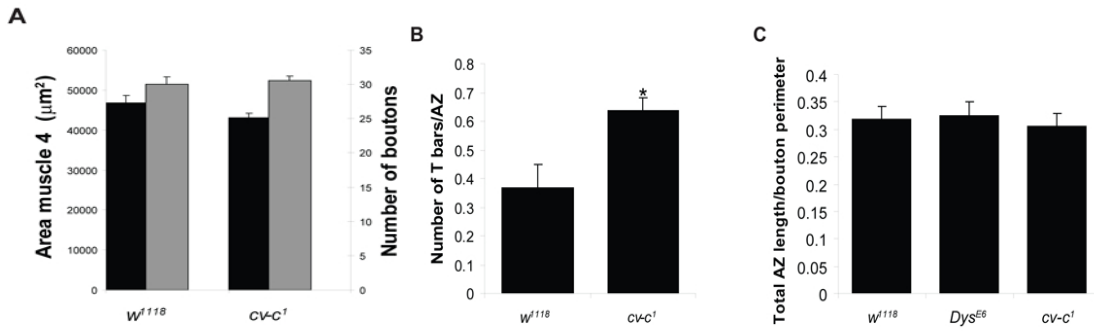 A
Area muscle 4 (µm²)
60000
50000
40000
30000
20000
10000
0
Number of boutons
35
30
25
20
15
10
5
0
w¹¹¹⁸
cv-c¹
B
Number of T bars/AZ
0.8
0.7
0.6
0.5
0.4
0.3
0.2
0.1
0
*
w¹¹¹⁸
cv-c¹
C
Total AZ length/bouton perimeter
0.4
0.35
0.30
0.25
0.2
0.15
0.1
0.05
0
w¹¹¹⁸
Dysᴱ⁶
cv-c¹